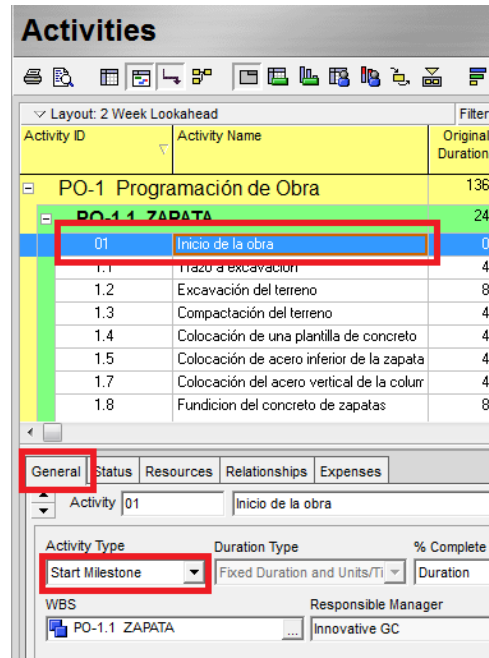 Activities
Layout: 2 Week Lookahead Filter
Activity ID Activity Name Original Duration
PO-1 Programación de Obra 136
PO-1.1 ZAPATA 24
01 Inicio de la obra 0
1.1 Trazo a excavacion 4
1.2 Excavación del terreno 8
1.3 Compactación del terreno 4
1.4 Colocación de una plantilla de concreto 4
1.5 Colocación de acero inferior de la zapata 4
1.7 Colocación del acero vertical de la colum 4
1.8 Fundicion del concreto de zapatas 8
General Status Resources Relationships Expenses
Activity 01 Inicio de la obra
Activity Type Duration Type % Complete
Start Milestone Fixed Duration and Units/Ti Duration
WBS Responsible Manager
PO-1.1 ZAPATA ... Innovative GC